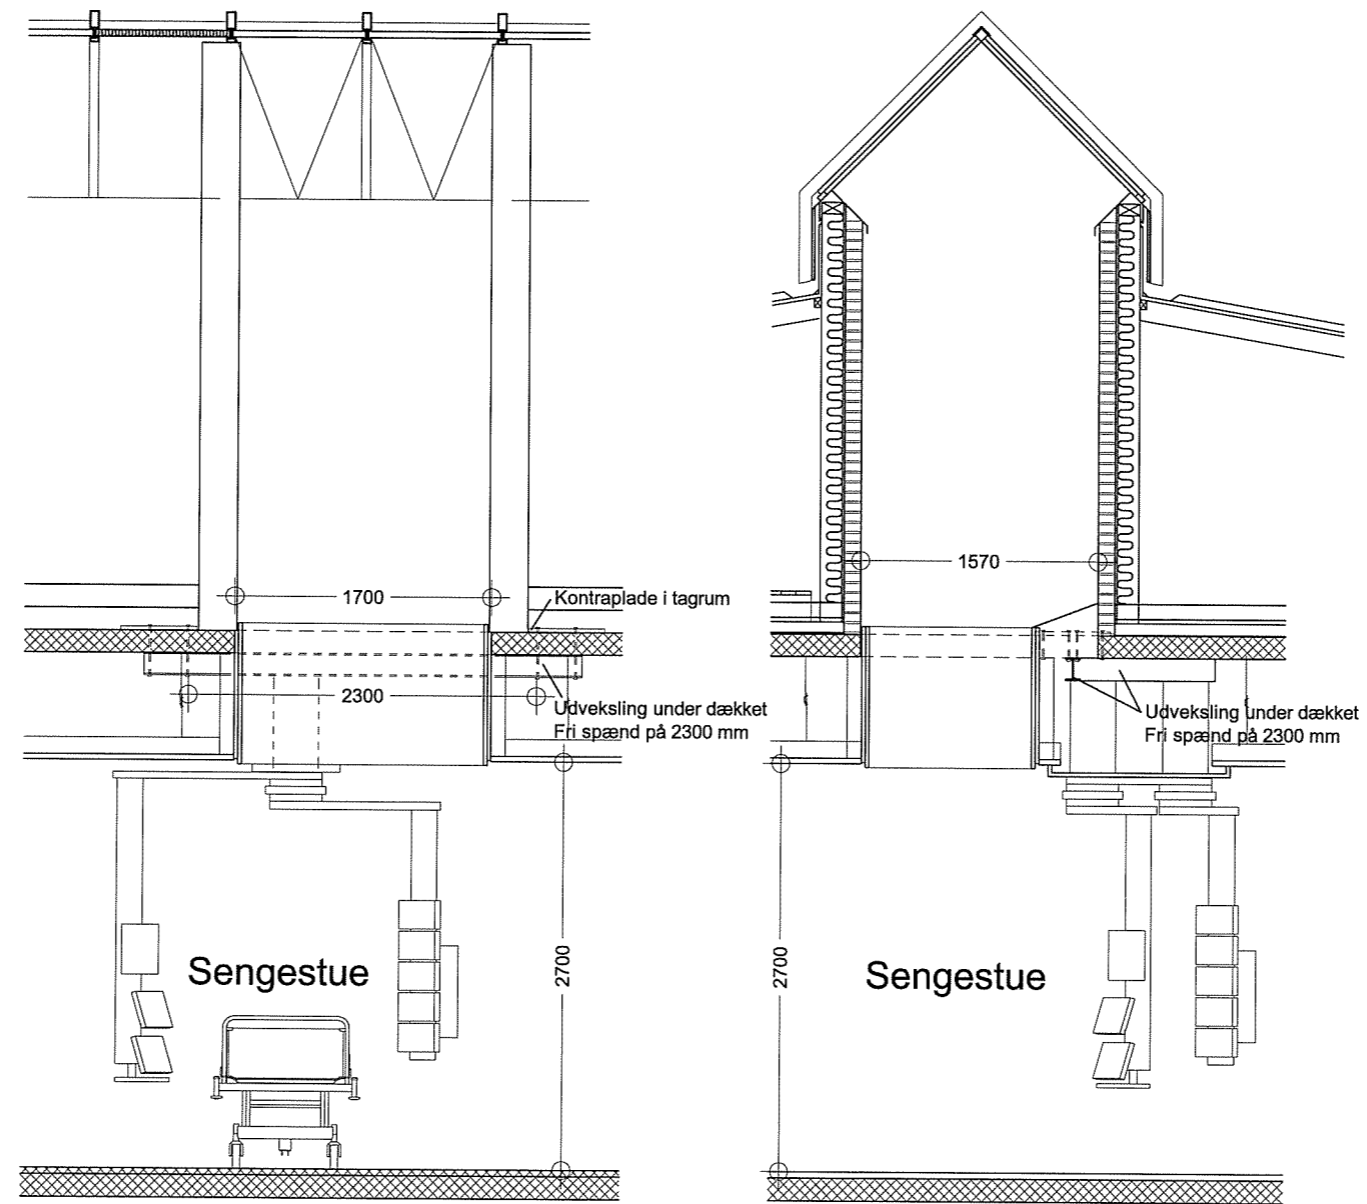 1700
Kontraplade i tagrum
2300
Udveksling under dækket
Fri spænd på 2300 mm
Sengestue
2700
1570
Udveksling under dækket
Fri spænd på 2300 mm
2700
Sengestue